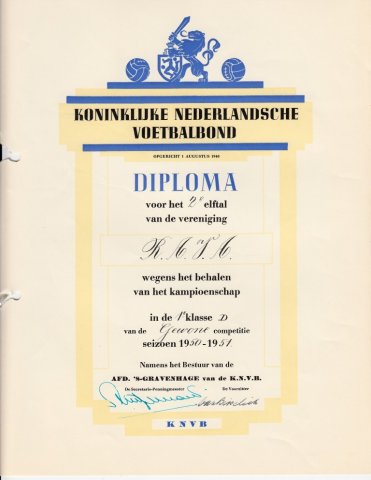 KONINKLIJKE NEDERLANDSCHE
VOETBALBOND
OPGERICHT 1 AUGUSTUS 1940
DIPLOMA
voor het 2e elftal
van de vereniging
wegens het behalen
van het kampioenschap
in de 1e klasse D
van de Gewone competitie
seizoen 1950-1951
Namens het Bestuur van de
AFD. 'S-GRAVENHAGE van de K.N.V.B.
De Secretaris-Penningmeester De Voorzitter
KNVB